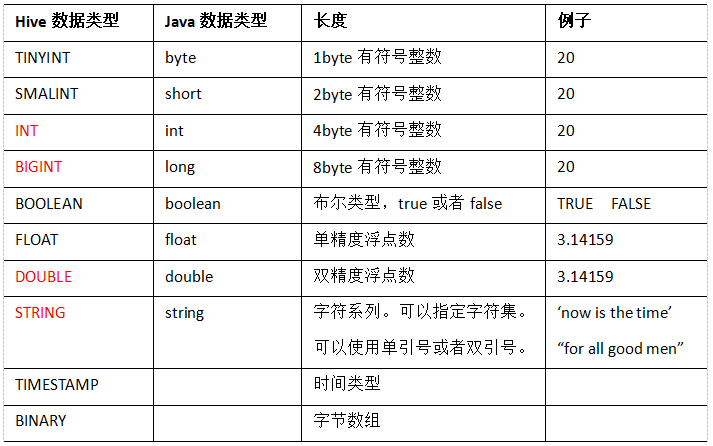 Hive 数据类型 Java 数据类型 长度 例子
TINYINT byte 1byte 有符号整数 20
SMALINT short 2byte 有符号整数 20
INT int 4byte 有符号整数 20
BIGINT long 8byte 有符号整数 20
BOOLEAN boolean 布尔类型，true 或者 false TRUE FALSE
FLOAT float 单精度浮点数 3.14159
DOUBLE double 双精度浮点数 3.14159
STRING string 字符系列。可以指定字符集。 ‘now is the time’
可以使用单引号或者双引号。 “for all good men”
TIMESTAMP 时间类型
BINARY 字节数组